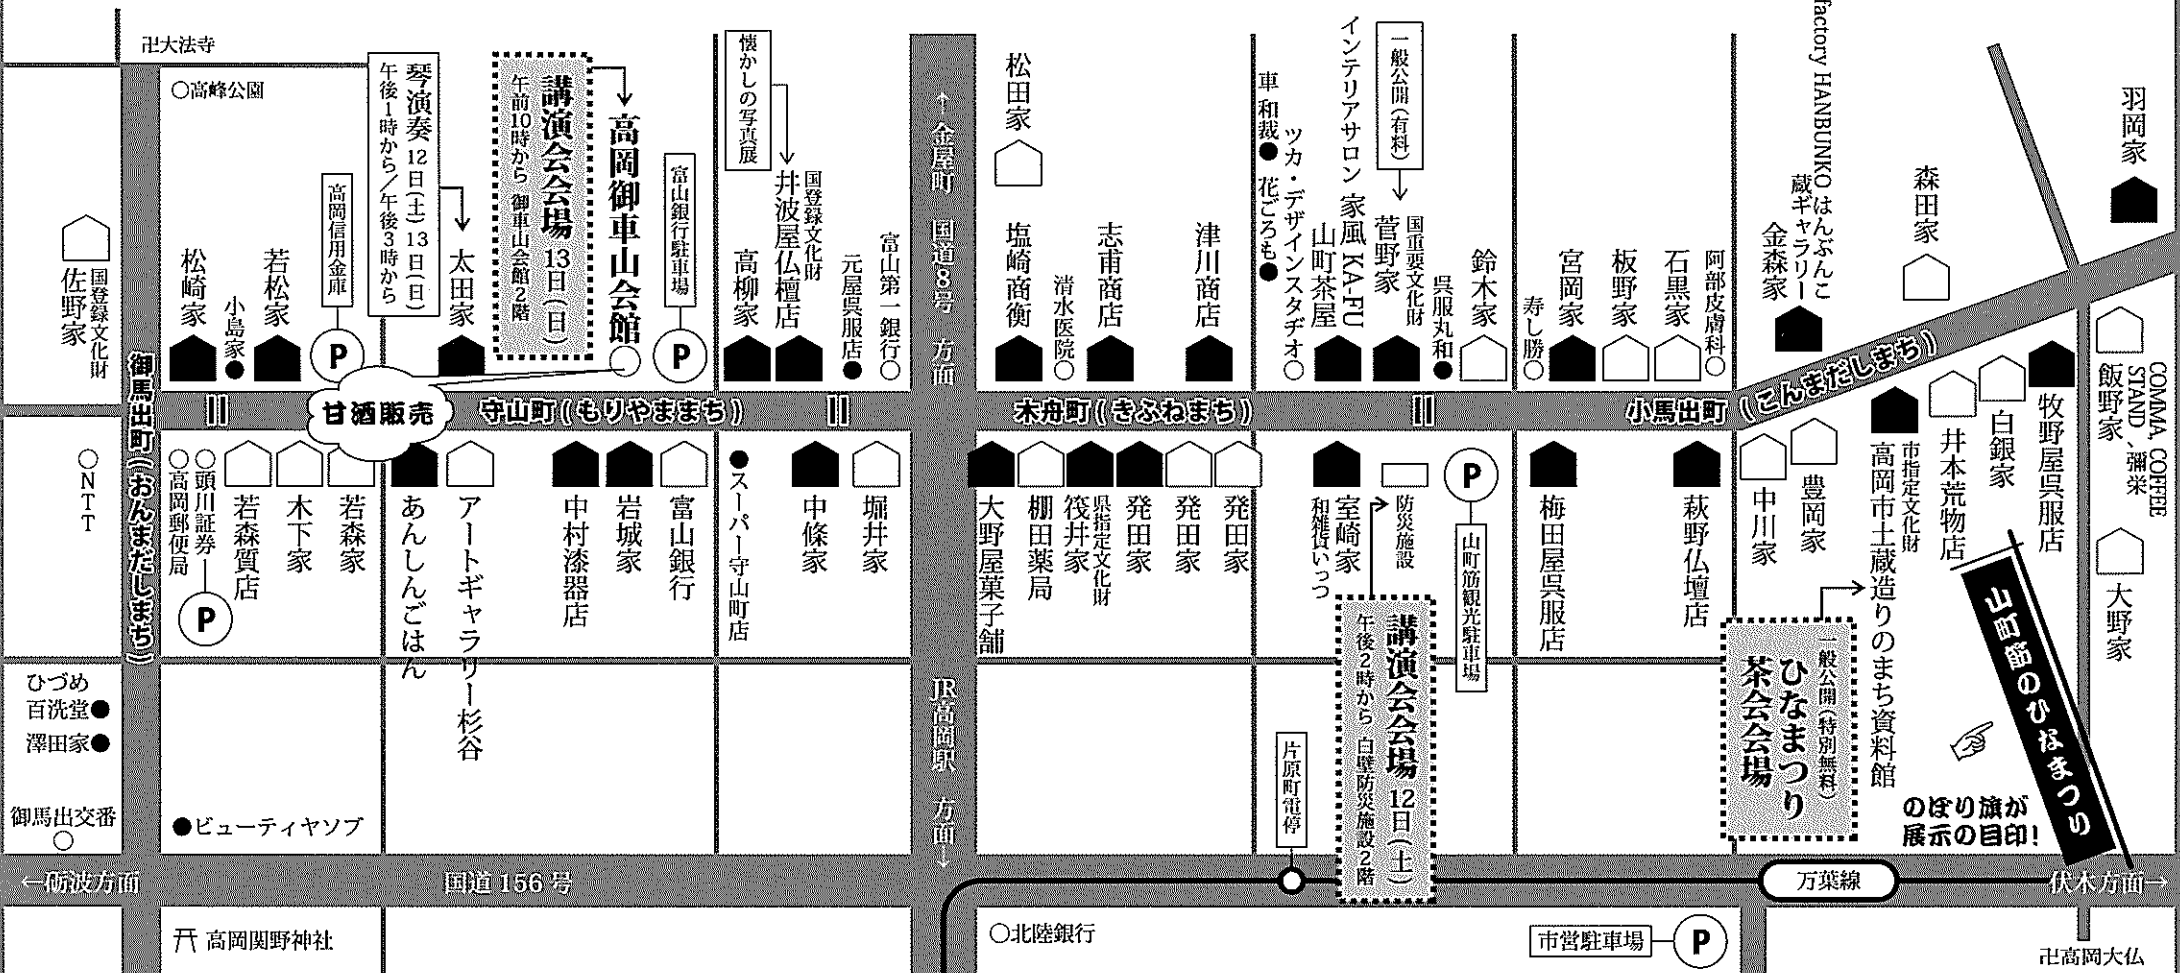 卍大法寺
○高峰公園
琴演奏 12日(土) 13日(日)
午後1時から/午後3時から
講演会会場 13日(日)
午前10時から 御車山会館2階
高岡御車山会館
高岡信用金庫
富山銀行駐車場
懐かしの写真展
国登録文化財
井波屋仏壇店
国登録文化財
佐野家
松崎家
小島家
若松家
P
太田家
P
高柳家
元屋呉服店
富山第一銀行
←金屋町 国道8号 方面
松田家
塩崎商衡
清水医院
志甫商店
津川商店
車 和裁● 花ごろも●
ツカ・デザインスタヂオ
インテリアサロン 家風 KA・FU
山町茶屋
一般公開(有料)
国重要文化財
菅野家
呉服丸和
鈴木家
寿し勝
宮岡家
板野家
石黒家
阿部皮膚科
factory HANBUNKO はんぶんこ
蔵ギャラリー
金森家
森田家
羽岡家
御馬出町(おんまだしまち)
甘酒販売
守山町(もりやままち)
木舟町(きふねまち)
小馬出町(こんまだしまち)
○NTT
○高岡郵便局
○頭川証券
P
若森質店
木下家
若森家
あんしんごはん
アートギャラリー杉谷
中村漆器店
岩城家
富山銀行
●スーパー守山町店
中條家
堀井家
大野屋菓子舗
棚田薬局
県指定文化財
筏井家
発田家
発田家
発田家
室崎家
和雑貨いっつ
防災施設
P
山町筋観光駐車場
梅田屋呉服店
萩野仏壇店
中川家
豊岡家
市指定文化財
高岡市土蔵造りのまち資料館
井本荒物店
白銀家
牧野屋呉服店
COMMA, COFFEE
STAND、彌栄
飯野家
大野家
講演会会場 12日(土)
午後2時から 白壁防災施設2階
一般公開(特別無料)
ひなまつり
茶会会場
山町筋のひなまつり
のぼり旗が
展示の目印!
ひづめ
百洗堂●
澤田家●
御馬出交番
○
●ビューティヤソブ
JR高岡駅 方面→
片原町電停
←砺波方面
国道 156 号
万葉線
伏木方面→
高岡関野神社
○北陸銀行
市営駐車場
P
卍高岡大仏